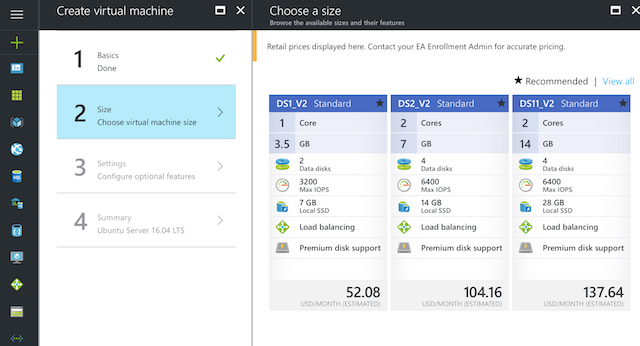 Create virtual machine
1
Basics
Done
2
Size
Choose virtual machine size
3
Settings
Configure optional features
4
Summary
Ubuntu Server 16.04 LTS
Choose a size
Browse the available sizes and their features
Retail prices displayed here. Contact your EA Enrollment Admin for accurate pricing.
★ Recommended | View all
DS1_V2 Standard
1 Core
3.5 GB
2
Data disks
3200
Max IOPS
7 GB
Local SSD
Load balancing
Premium disk support
52.08
USD/MONTH (ESTIMATED)
DS2_V2 Standard
2 Cores
7 GB
4
Data disks
6400
Max IOPS
14 GB
Local SSD
Load balancing
Premium disk support
104.16
USD/MONTH (ESTIMATED)
DS11_V2 Standard
2 Cores
14 GB
4
Data disks
6400
Max IOPS
28 GB
Local SSD
Load balancing
Premium disk support
137.64
USD/MONTH (ESTIMATED)
SQL